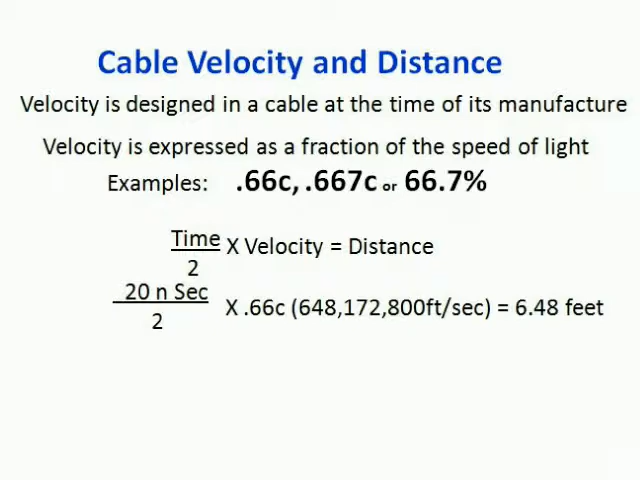 Cable Velocity and Distance
Velocity is designed in a cable at the time of its manufacture
Velocity is expressed as a fraction of the speed of light
Examples: .66c, .667c or 66.7%
Time
X Velocity = Distance
2
20 n Sec
X .66c (648,172,800ft/sec) = 6.48 feet
2